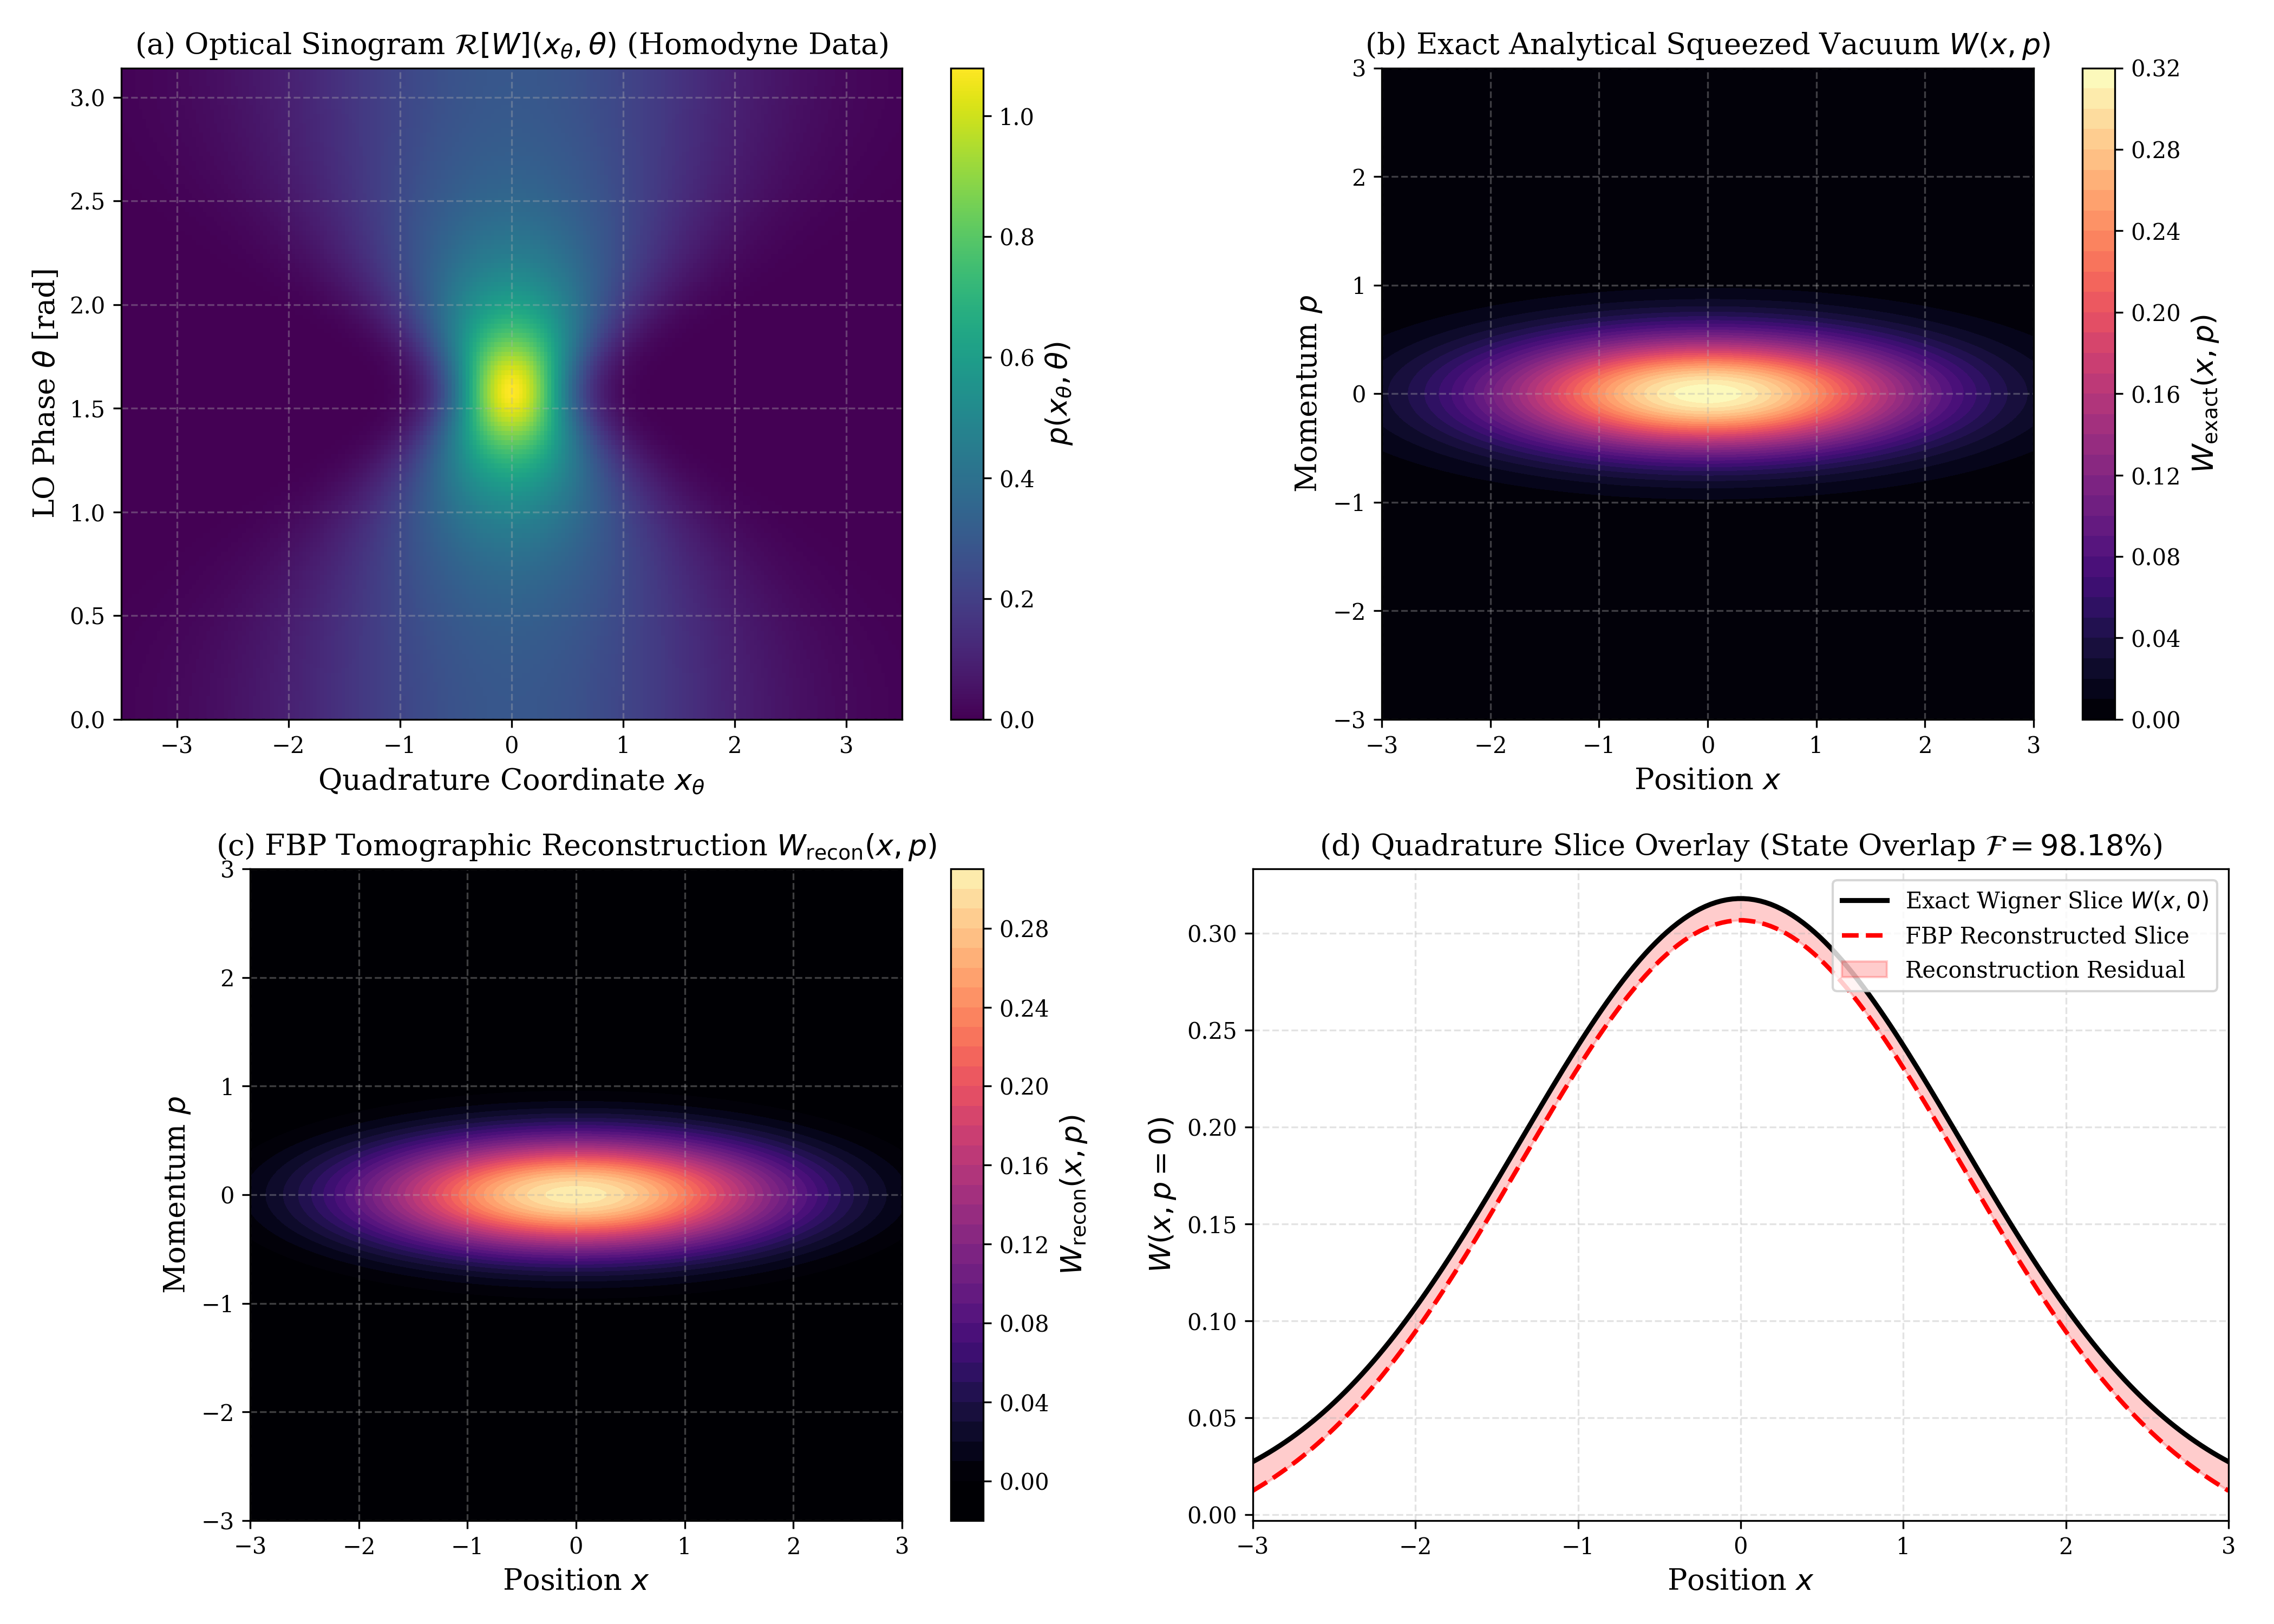 (a) Optical Sinogram ℛ[W](x_θ, θ) (Homodyne Data)
3.0
2.5
2.0
1.5
1.0
0.5
0.0
LO Phase θ [rad]
−3 −2 −1 0 1 2 3
Quadrature Coordinate x_θ
1.0
0.8
0.6
0.4
0.2
0.0
p(x_θ, θ)
(b) Exact Analytical Squeezed Vacuum W(x, p)
3
2
1
0
−1
−2
−3
Momentum p
−3 −2 −1 0 1 2 3
Position x
0.32
0.28
0.24
0.20
0.16
0.12
0.08
0.04
0.00
W_exact(x, p)
(c) FBP Tomographic Reconstruction W_recon(x, p)
3
2
1
0
−1
−2
−3
Momentum p
−3 −2 −1 0 1 2 3
Position x
0.28
0.24
0.20
0.16
0.12
0.08
0.04
0.00
W_recon(x, p)
(d) Quadrature Slice Overlay (State Overlap ℱ = 98.18%)
Exact Wigner Slice W(x, 0)
FBP Reconstructed Slice
Reconstruction Residual
0.30
0.25
0.20
0.15
0.10
0.05
0.00
W(x, p = 0)
−3 −2 −1 0 1 2 3
Position x